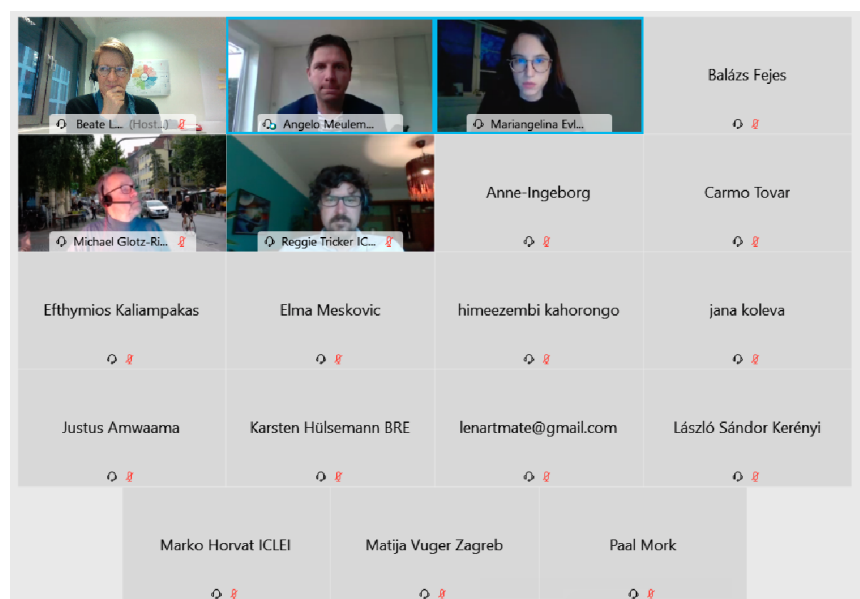 Beate L... (Host...)
Angelo Meulem...
Mariangelina Evl...
Balázs Fejes
Michael Glotz-Ri...
Reggie Tricker IC...
Anne-Ingeborg
Carmo Tovar
Efthymios Kaliampakas
Elma Meskovic
himeezembi kahorongo
jana koleva
Justus Amwaama
Karsten Hülsemann BRE
lenartmate@gmail.com
László Sándor Kerényi
Marko Horvat ICLEI
Matija Vuger Zagreb
Paal Mork